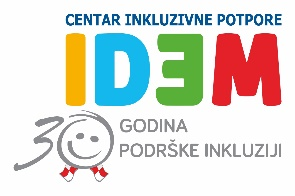 CENTAR INKLUZIVNE POTPORE
IDEM
30 GODINA
PODRŠKE INKLUZIJI